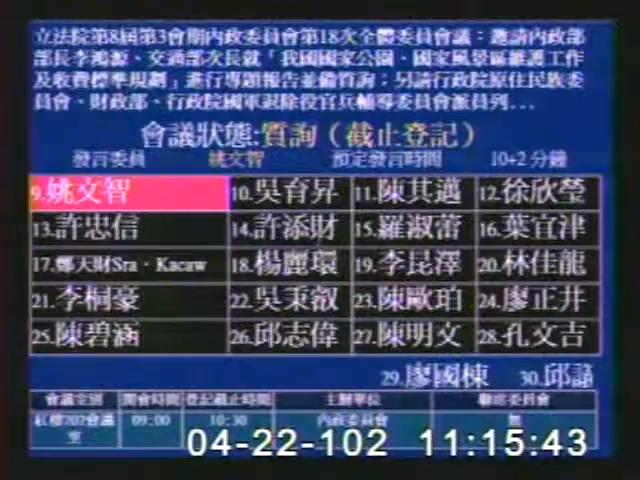 立法院第8屆第3會期內政委員會第18次全體委員會議：邀請內政部
部長李鴻源、交通部次長就「我國國家公園、國家風景區維護工作
及收費標準規劃」進行專題報告並備質詢；另請行政院原住民族委
員會、財政部、行政院國軍退除役官兵輔導委員會派員列...
會議狀態:質詢（截止登記）
發言委員 姚文智 預定發言時間 10+2分鐘
9.姚文智 10.吳育昇 11.陳其邁 12.徐欣瑩
13.許忠信 14.許添財 15.羅淑蕾 16.葉宜津
17.鄭天財Sra．Kacaw 18.楊麗環 19.李昆澤 20.林佳龍
21.李桐豪 22.吳秉叡 23.陳歐珀 24.廖正井
25.陳碧涵 26.邱志偉 27.陳明文 28.孔文吉
29.廖國棟 30.邱議
會議室別 開會時間 登記截止時間 主辦單位 聯席委員會
紅樓202會議室 09:00 10:30 內政委員會 無
04-22-102 11:15:43